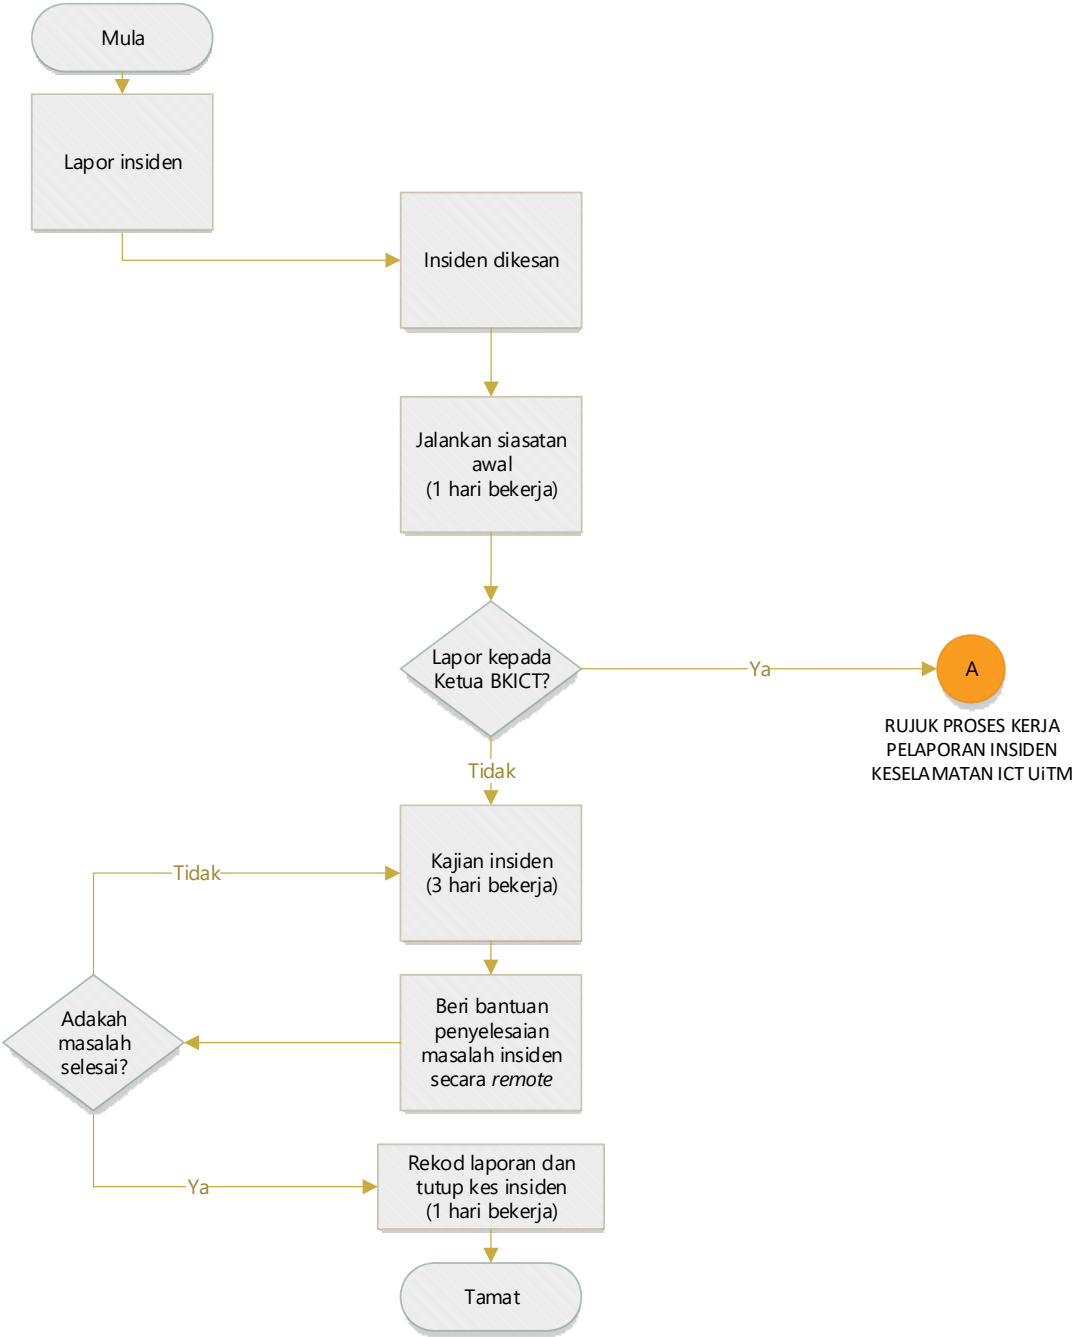 Mula
Lapor insiden
Insiden dikesan
Jalankan siasatan
awal
(1 hari bekerja)
Lapor kepada
Ketua BKICT?
Ya
A
RUJUK PROSES KERJA
PELAPORAN INSIDEN
KESELAMATAN ICT UiTM
Tidak
Kajian insiden
(3 hari bekerja)
Tidak
Beri bantuan
penyelesaian
masalah insiden
secara remote
Adakah
masalah
selesai?
Ya
Rekod laporan dan
tutup kes insiden
(1 hari bekerja)
Tamat